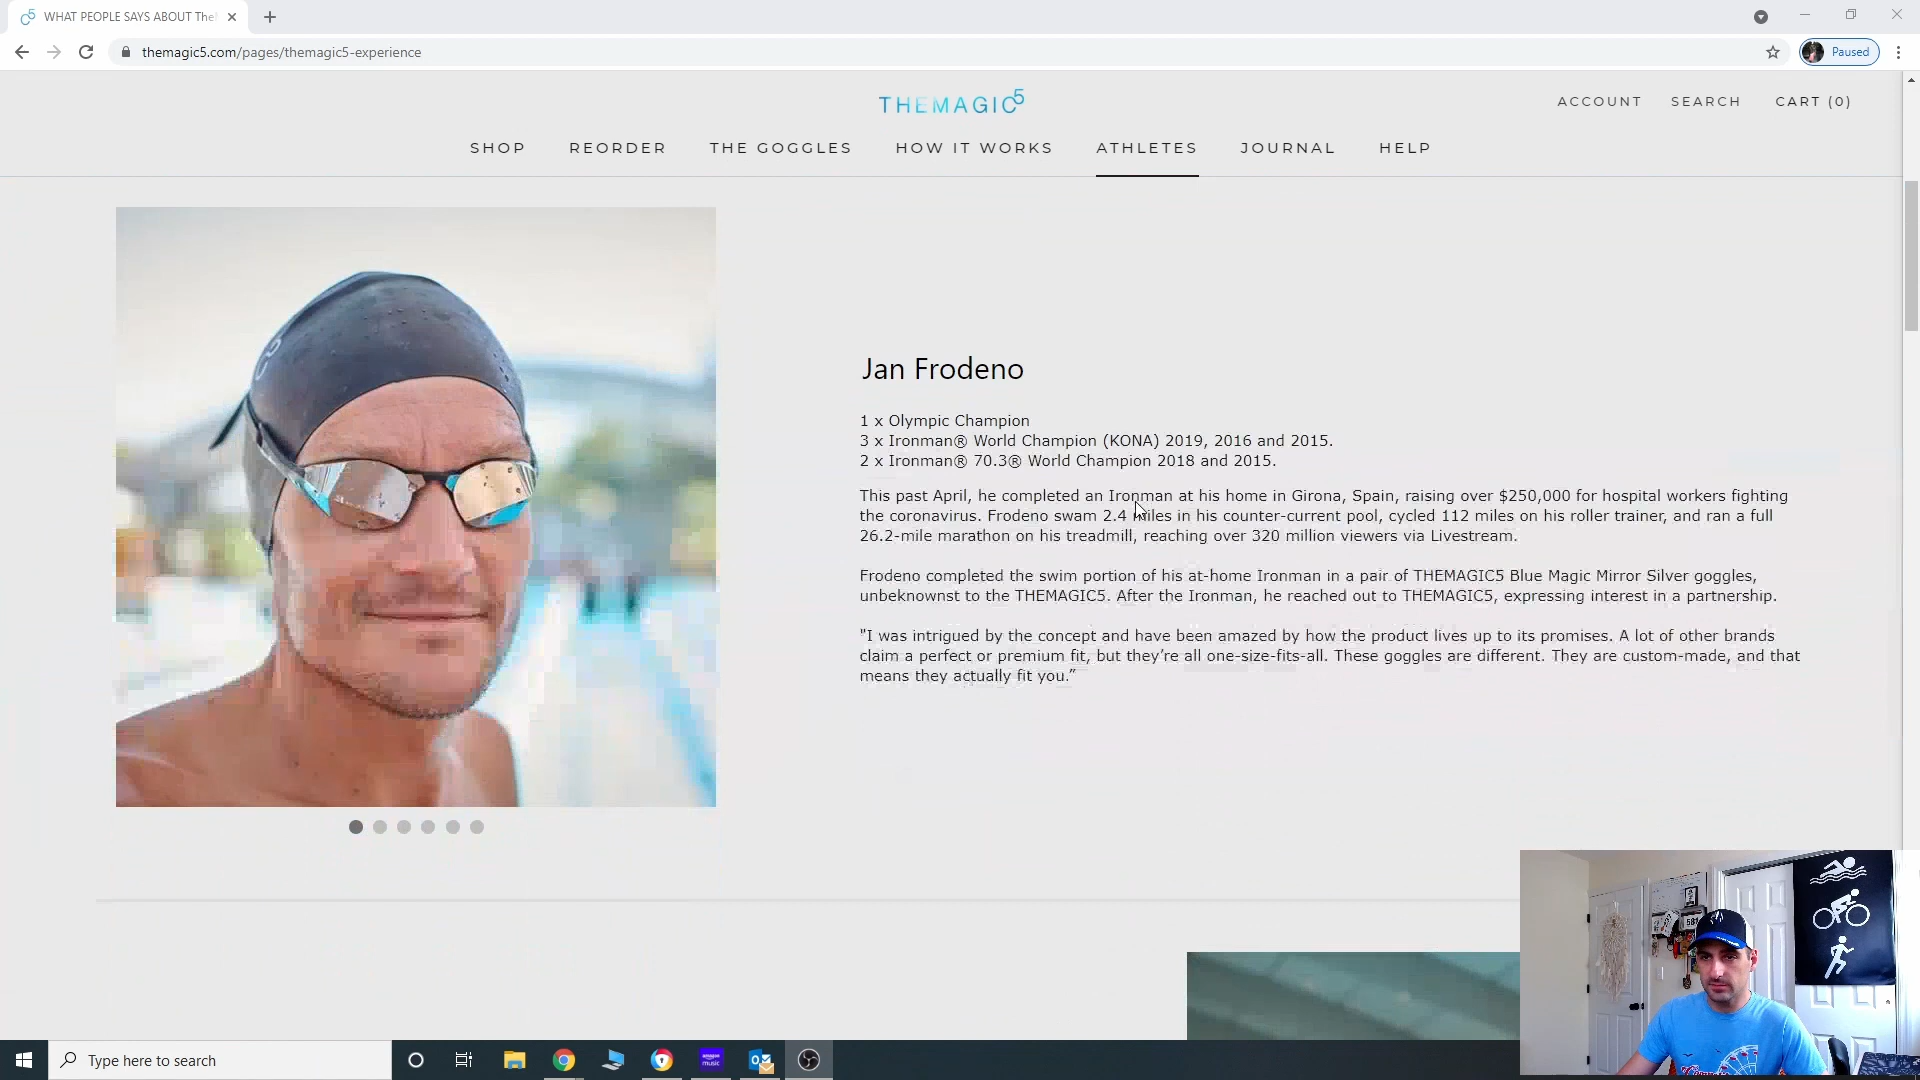 WHAT PEOPLE SAYS ABOUT The
themagic5.com/pages/themagic5-experience
Paused
THEMAGIC5
ACCOUNT SEARCH CART (0)
SHOP REORDER THE GOGGLES HOW IT WORKS ATHLETES JOURNAL HELP
Jan Frodeno
1 x Olympic Champion
3 x Ironman® World Champion (KONA) 2019, 2016 and 2015.
2 x Ironman® 70.3® World Champion 2018 and 2015.
This past April, he completed an Ironman at his home in Girona, Spain, raising over $250,000 for hospital workers fighting
the coronavirus. Frodeno swam 2.4 miles in his counter-current pool, cycled 112 miles on his roller trainer, and ran a full
26.2-mile marathon on his treadmill, reaching over 320 million viewers via Livestream.
Frodeno completed the swim portion of his at-home Ironman in a pair of THEMAGIC5 Blue Magic Mirror Silver goggles,
unbeknownst to the THEMAGIC5. After the Ironman, he reached out to THEMAGIC5, expressing interest in a partnership.
"I was intrigued by the concept and have been amazed by how the product lives up to its promises. A lot of other brands
claim a perfect or premium fit, but they’re all one-size-fits-all. These goggles are different. They are custom-made, and that
means they actually fit you.”
Type here to search
amazon music